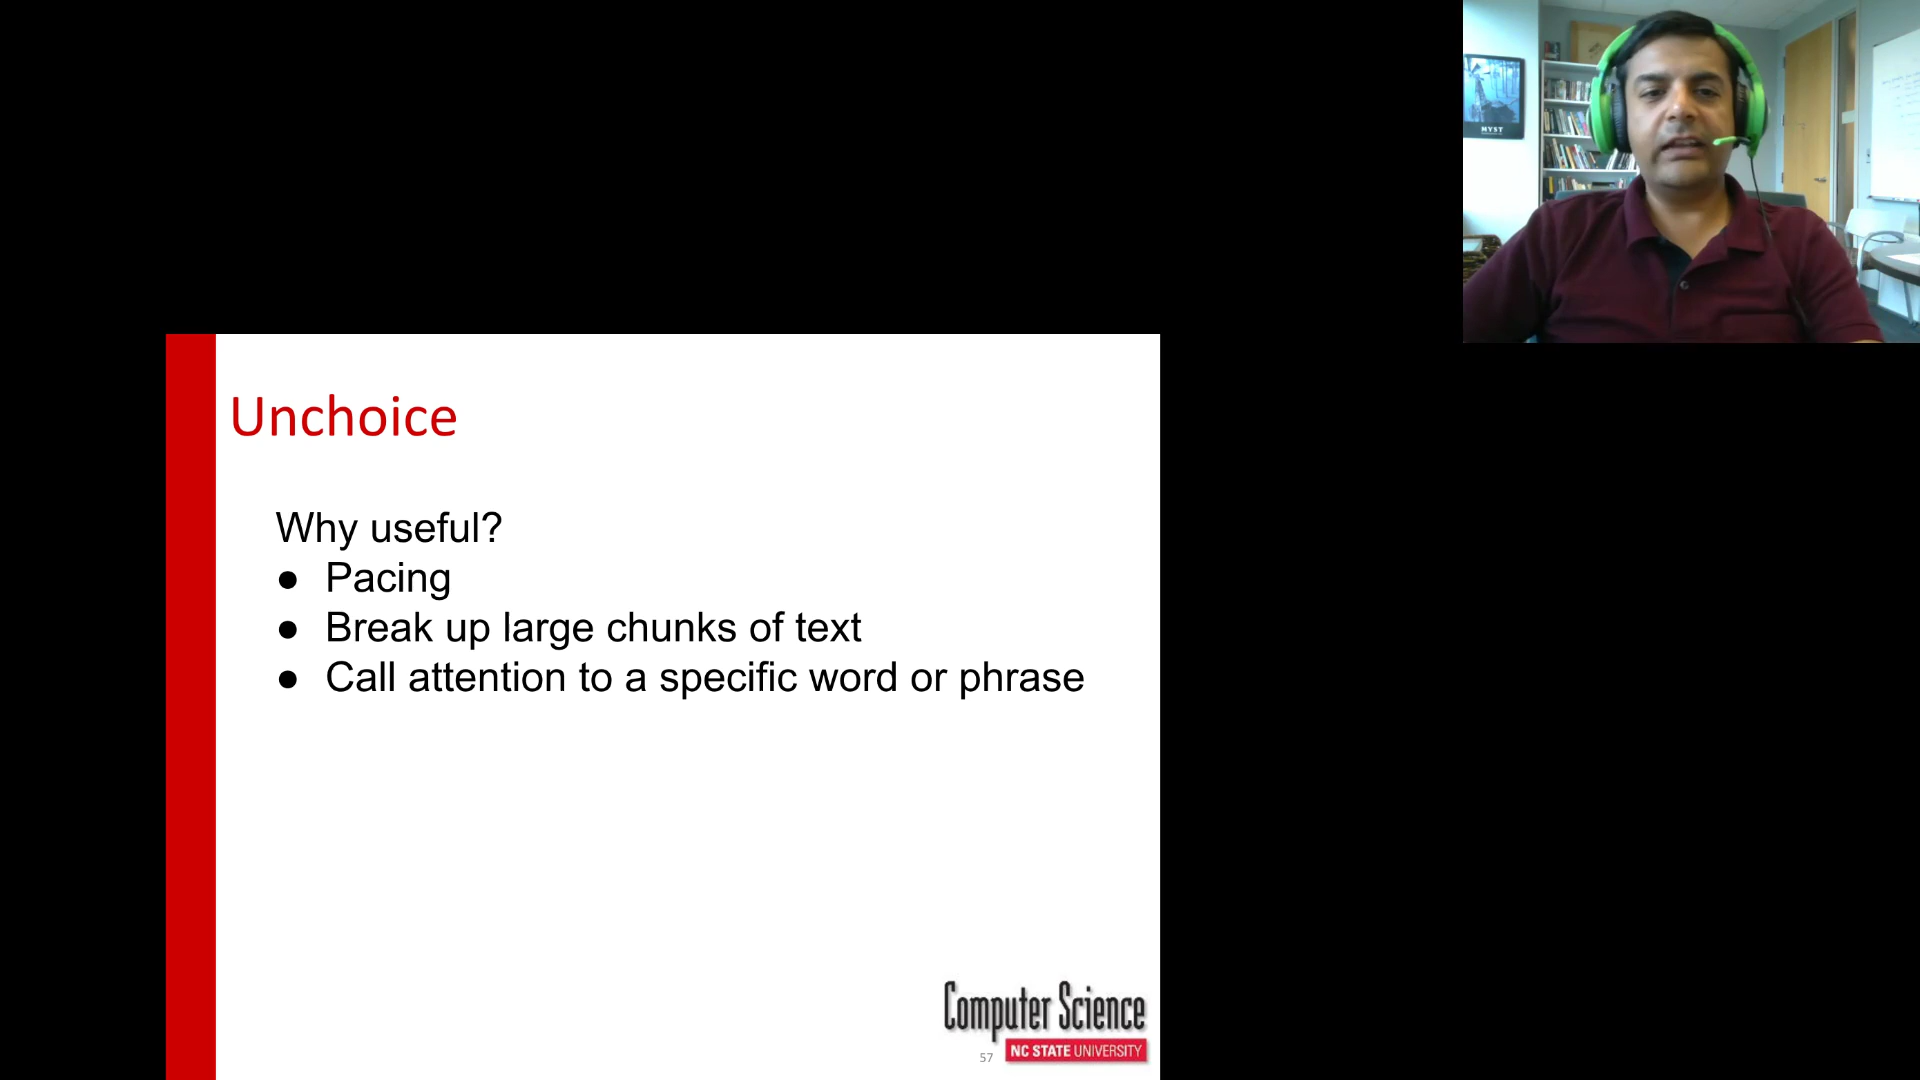 MYST
Unchoice
Why useful?
● Pacing
● Break up large chunks of text
● Call attention to a specific word or phrase
Computer Science
57
NC STATE UNIVERSITY